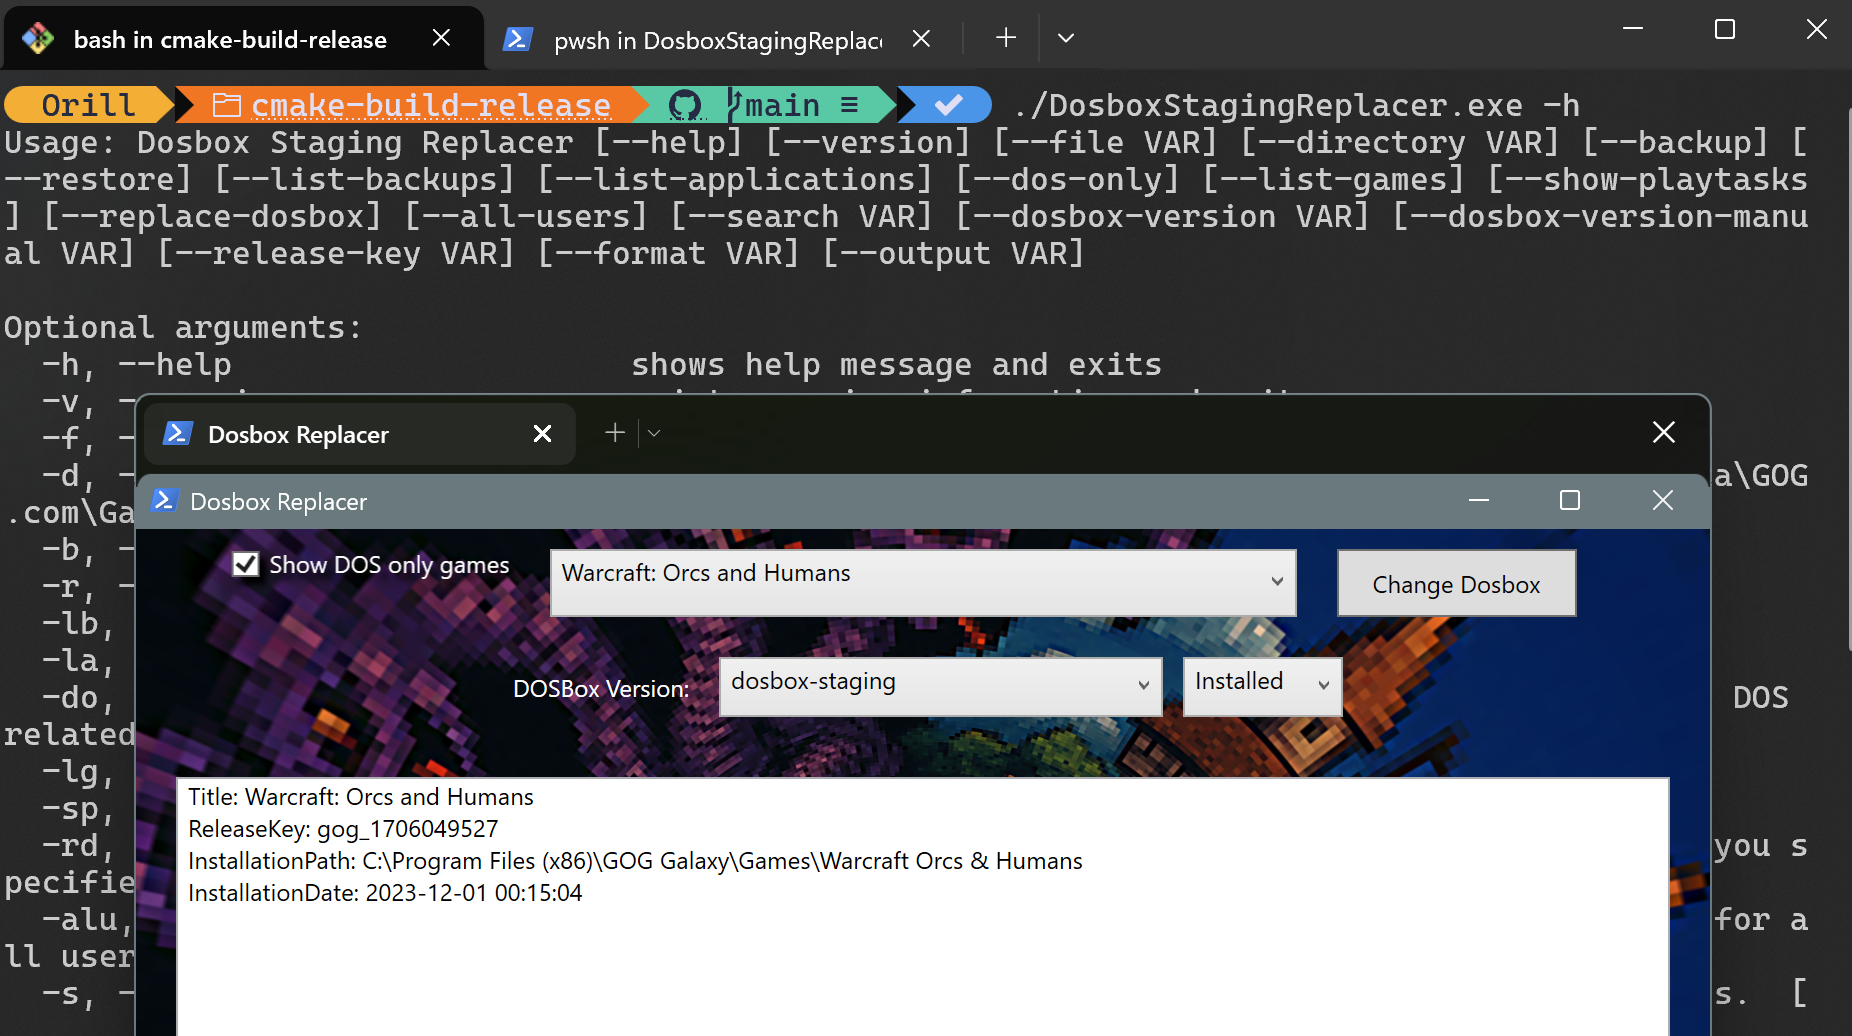 bash in cmake-build-release
pwsh in DosboxStagingReplac
Orill cmake-build-release main ≡ ./DosboxStagingReplacer.exe -h
Usage: Dosbox Staging Replacer [--help] [--version] [--file VAR] [--directory VAR] [--backup] [
--restore] [--list-backups] [--list-applications] [--dos-only] [--list-games] [--show-playtasks
] [--replace-dosbox] [--all-users] [--search VAR] [--dosbox-version VAR] [--dosbox-version-manu
al VAR] [--release-key VAR] [--format VAR] [--output VAR]
Optional arguments:
-h, --help shows help message and exits
-v, -
-f, -
-d, - a\GOG
.com\Ga
-b, -
-r, -
-lb,
-la,
-do, DOS
related
-lg,
-sp,
-rd, you s
pecifie
-alu, for a
ll user
-s, - s. [
Dosbox Replacer
Dosbox Replacer
Show DOS only games
Warcraft: Orcs and Humans
Change Dosbox
DOSBox Version:
dosbox-staging
Installed
Title: Warcraft: Orcs and Humans
ReleaseKey: gog_1706049527
InstallationPath: C:\Program Files (x86)\GOG Galaxy\Games\Warcraft Orcs & Humans
InstallationDate: 2023-12-01 00:15:04